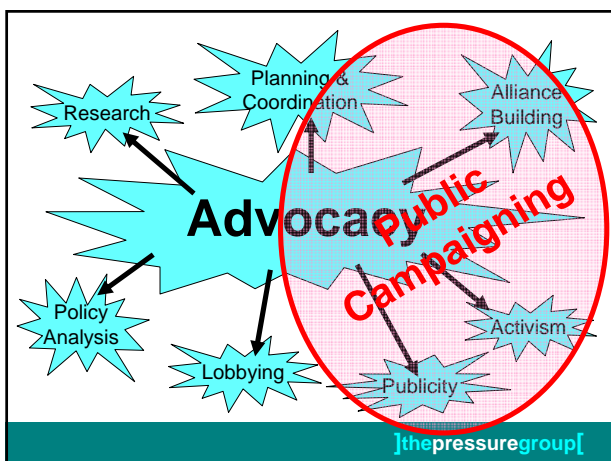 Planning &
Coordination
Alliance
Building
Research
Advocacy
Public
Campaigning
Policy
Analysis
Lobbying
Activism
Publicity
]thepressuregroup[